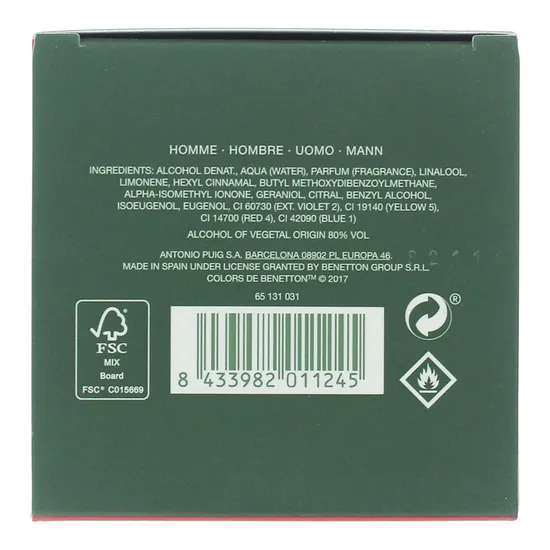 HOMME · HOMBRE · UOMO · MANN
INGREDIENTS: ALCOHOL DENAT., AQUA (WATER), PARFUM (FRAGRANCE), LINALOOL,
LIMONENE, HEXYL CINNAMAL, BUTYL METHOXYDIBENZOYLMETHANE,
ALPHA-ISOMETHYL IONONE, GERANIOL, CITRAL, BENZYL ALCOHOL,
ISOEUGENOL, EUGENOL, CI 60730 (EXT. VIOLET 2), CI 19140 (YELLOW 5),
CI 14700 (RED 4), CI 42090 (BLUE 1)
ALCOHOL OF VEGETAL ORIGIN 80% VOL
ANTONIO PUIG S.A. BARCELONA 08902 PL EUROPA 46.
MADE IN SPAIN UNDER LICENSE GRANTED BY BENETTON GROUP S.R.L.
COLORS DE BENETTON™ © 2017
65 131 031
FSC
MIX
Board
FSC® C015669
8 433982 011245
®